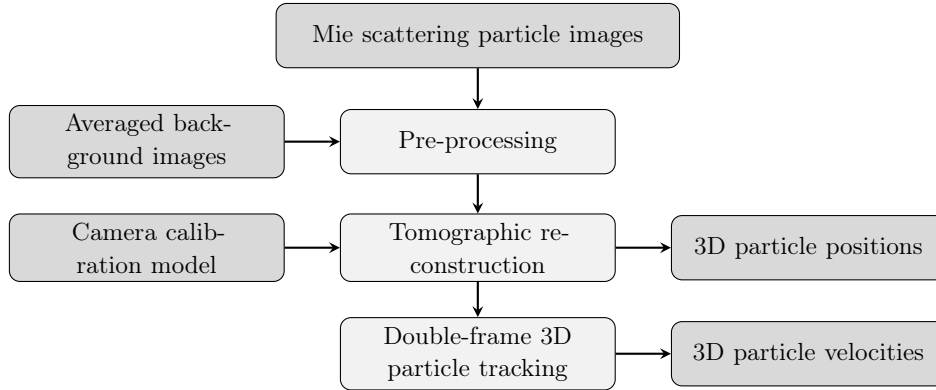 Mie scattering particle images
Averaged back-
ground images
Pre-processing
Camera calib-
ration model
Tomographic re-
construction
3D particle positions
Double-frame 3D
particle tracking
3D particle velocities